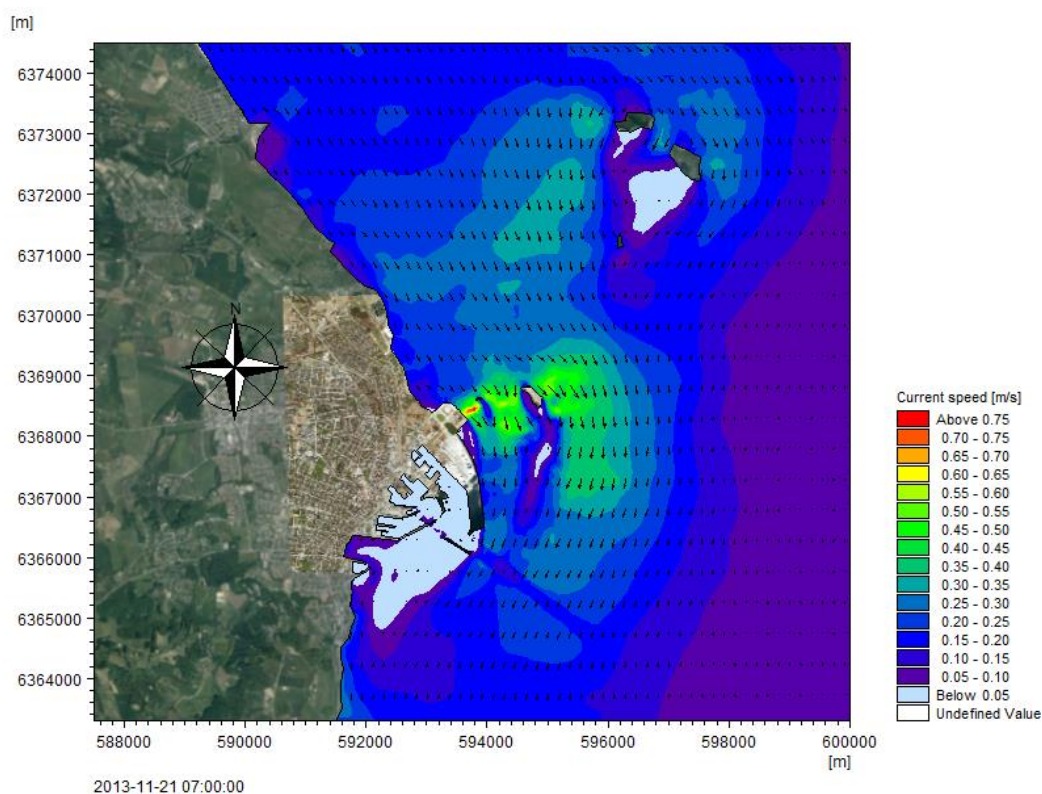 [m]
6374000
6373000
6372000
6371000
6370000
N
6369000
6368000
6367000
6366000
6365000
6364000
588000 590000 592000 594000 596000 598000 600000
[m]
2013-11-21 07:00:00
Current speed [m/s]
Above 0.75
0.70 - 0.75
0.65 - 0.70
0.60 - 0.65
0.55 - 0.60
0.50 - 0.55
0.45 - 0.50
0.40 - 0.45
0.35 - 0.40
0.30 - 0.35
0.25 - 0.30
0.20 - 0.25
0.15 - 0.20
0.10 - 0.15
0.05 - 0.10
Below 0.05
Undefined Value